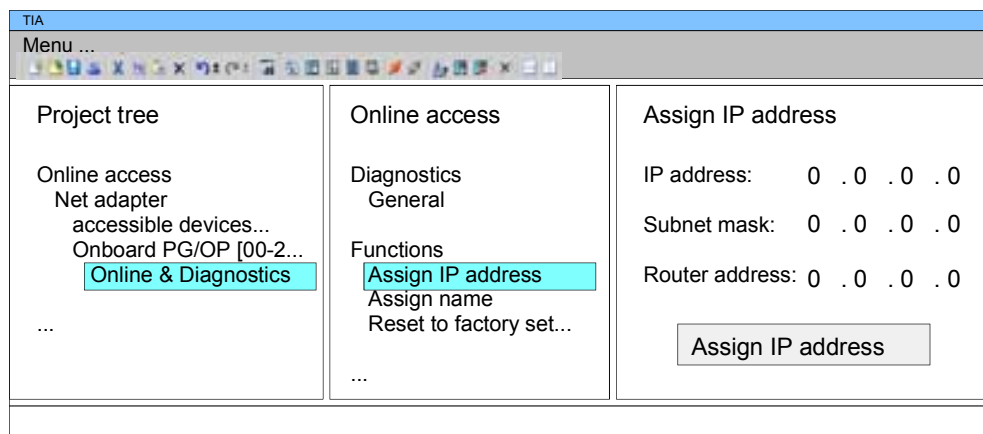 TIA
Menu ...
Project tree
Online access
Net adapter
accessible devices...
Onboard PG/OP [00-2...
Online & Diagnostics
...
Online access
Diagnostics
General
Functions
Assign IP address
Assign name
Reset to factory set...
...
Assign IP address
IP address: 0 . 0 . 0 . 0
Subnet mask: 0 . 0 . 0 . 0
Router address: 0 . 0 . 0 . 0
Assign IP address